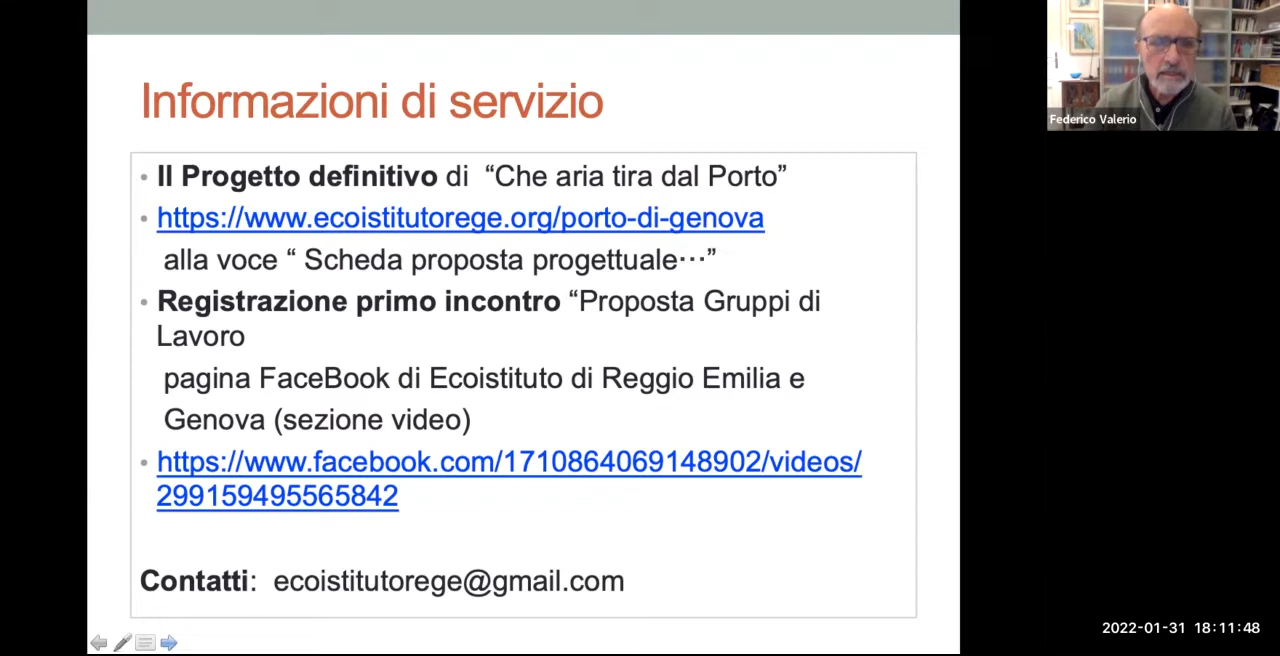 Informazioni di servizio
• Il Progetto definitivo di “Che aria tira dal Porto”
• https://www.ecoistitutorege.org/porto-di-genova
alla voce “ Scheda proposta progettuale…”
• Registrazione primo incontro “Proposta Gruppi di
Lavoro
pagina FaceBook di Ecoistituto di Reggio Emilia e
Genova (sezione video)
• https://www.facebook.com/1710864069148902/videos/
299159495565842
Contatti: ecoistitutorege@gmail.com
Federico Valerio
2022-01-31 18:11:48